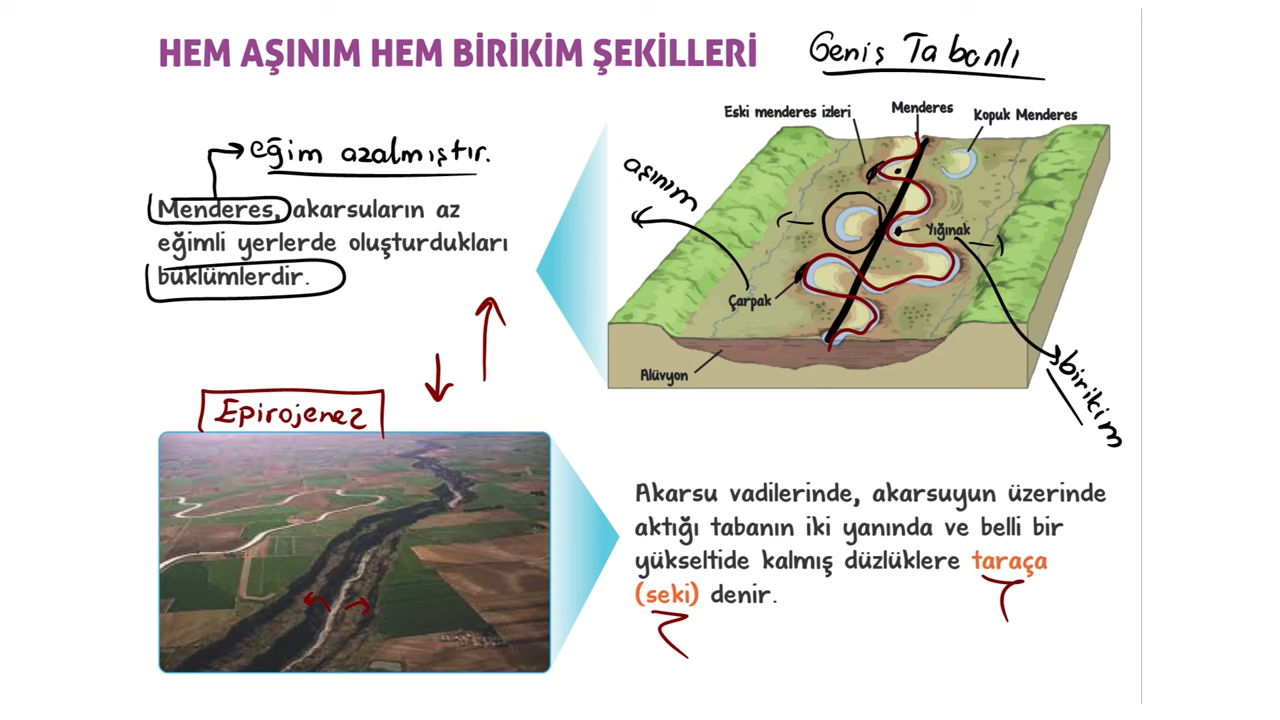 HEM AŞINIM HEM BİRİKİM ŞEKİLLERİ
Geniş Tabanlı
eğim azalmıştır.
Menderes, akarsuların az
eğimli yerlerde oluşturdukları
büklümlerdir.
Eski menderes izleri
Menderes
Kopuk Menderes
aşınım
Yığınak
Çarpak
Alüvyon
birikim
Epirojenez
Akarsu vadilerinde, akarsuyun üzerinde
aktığı tabanın iki yanında ve belli bir
yükseltide kalmış düzlüklere taraça
(seki) denir.